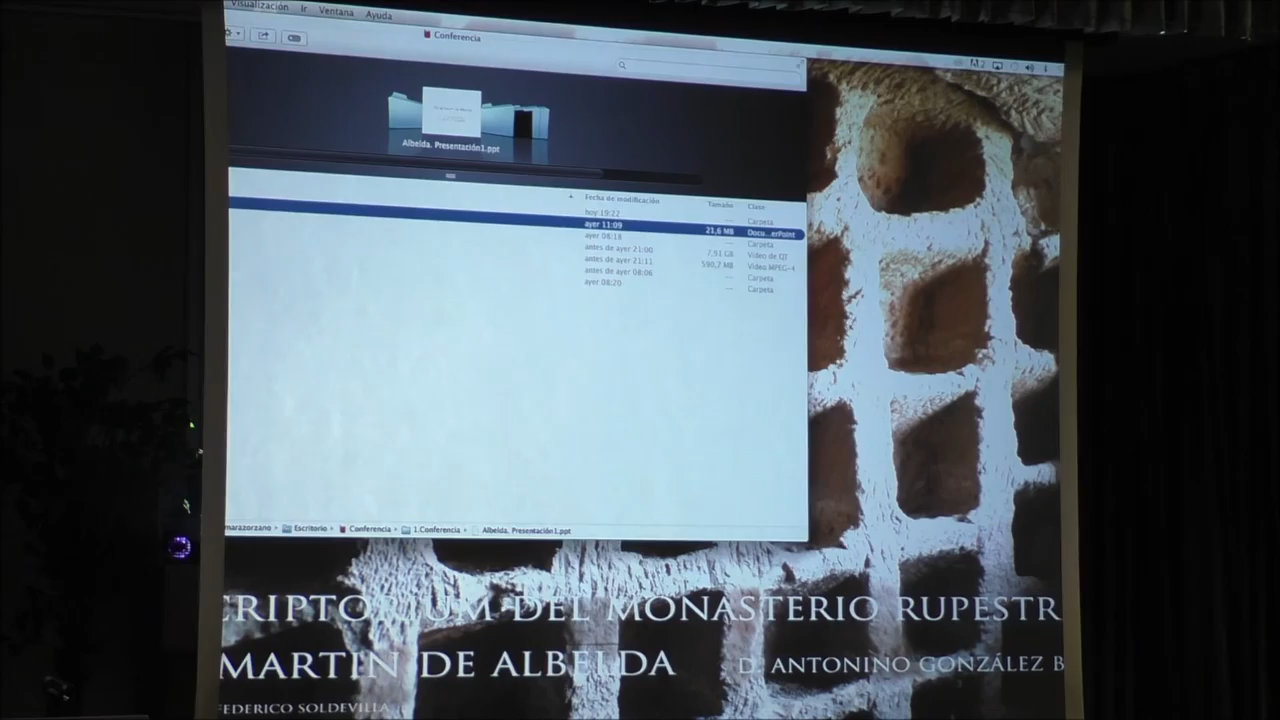 Visualización Ir Ventana Ayuda
Conferencia
Albelda. Presentación1.ppt
Fecha de modificación Tamaño Clase
hoy 19:22 -- Carpeta
ayer 11:09 21,6 MB Docu...erPoint
ayer 08:18 -- Carpeta
antes de ayer 21:00 7,91 GB Vídeo de QT
antes de ayer 21:11 590,7 MB Vídeo MPEG-4
antes de ayer 08:06 -- Carpeta
ayer 08:20 -- Carpeta
marazorzano Escritorio Conferencia 1.Conferencia Albelda. Presentación1.ppt
CRIPTORIUM DEL MONASTERIO RUPESTR
MARTIN DE ALBELDA D. ANTONINO GONZÁLEZ B
FEDERICO SOLDEVILLA